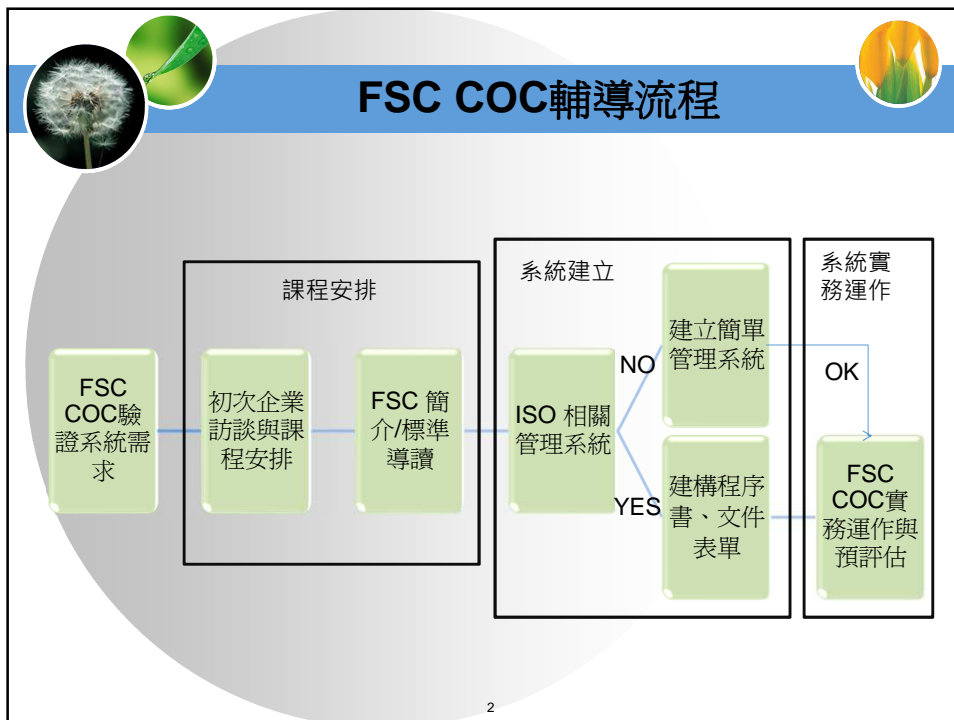 FSC COC輔導流程
課程安排
系統建立
系統實
務運作
FSC
COC驗
證系統需
求
初次企業
訪談與課
程安排
FSC 簡
介/標準
導讀
ISO 相關
管理系統
NO
YES
建立簡單
管理系統
建構程序
書、文件
表單
OK
FSC
COC實
務運作與
預評估
2